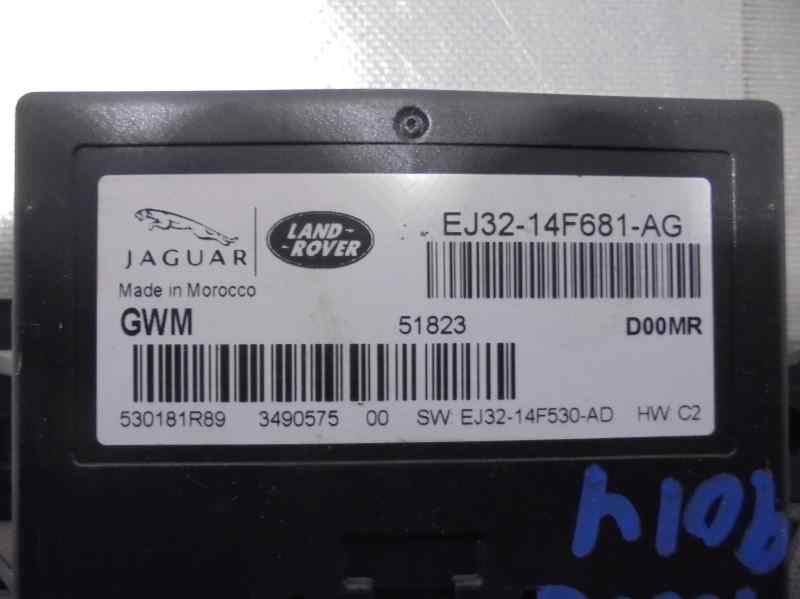 JAGUAR
LAND-
-ROVER
EJ32-14F681-AG
Made in Morocco
GWM 51823 D00MR
530181R89 3490575 00 SW: EJ32-14F530-AD HW: C2